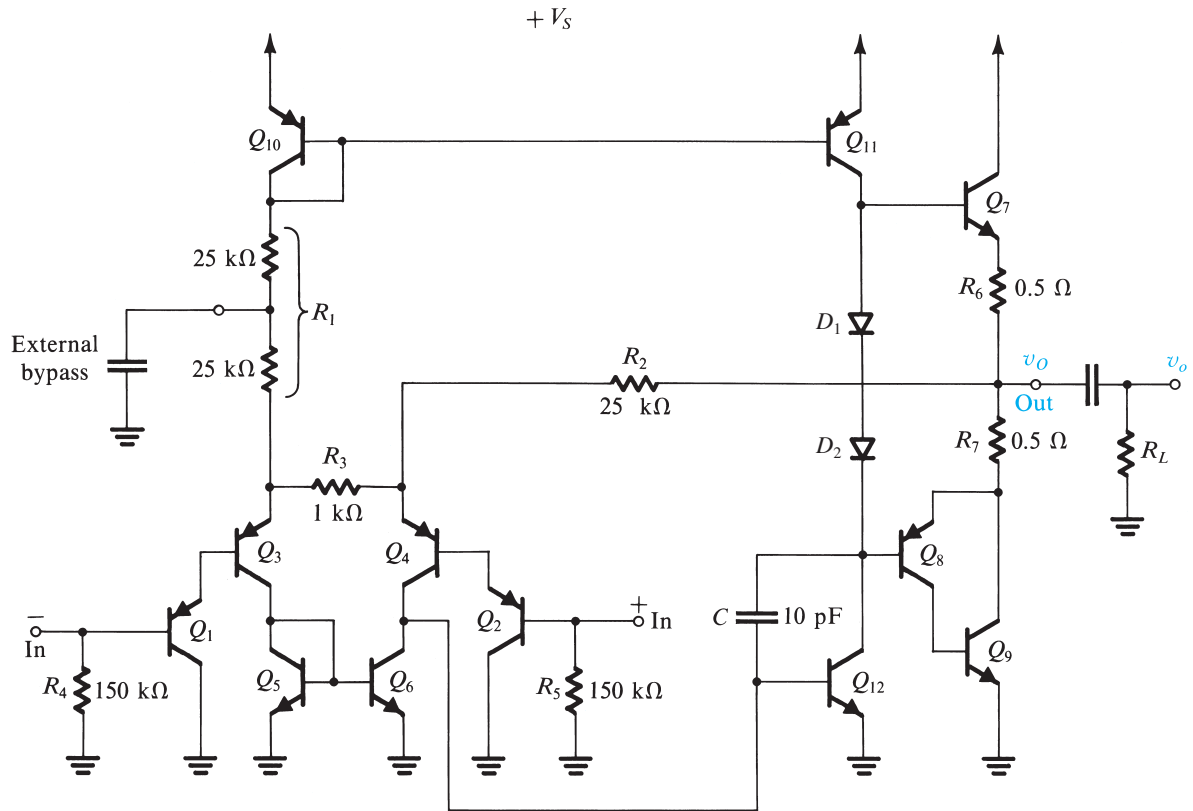 + V_S
Q_10
Q_11
Q_7
25 kΩ
R_1
R_6 0.5 Ω
D_1
External
bypass
25 kΩ
R_2
25 kΩ
v_O
Out
v_o
D_2
R_7 0.5 Ω
R_L
R_3
1 kΩ
Q_3
Q_4
Q_8
−
In
Q_1
Q_2
+
In
C 10 pF
R_4 150 kΩ
Q_5
Q_6
R_5 150 kΩ
Q_12
Q_9